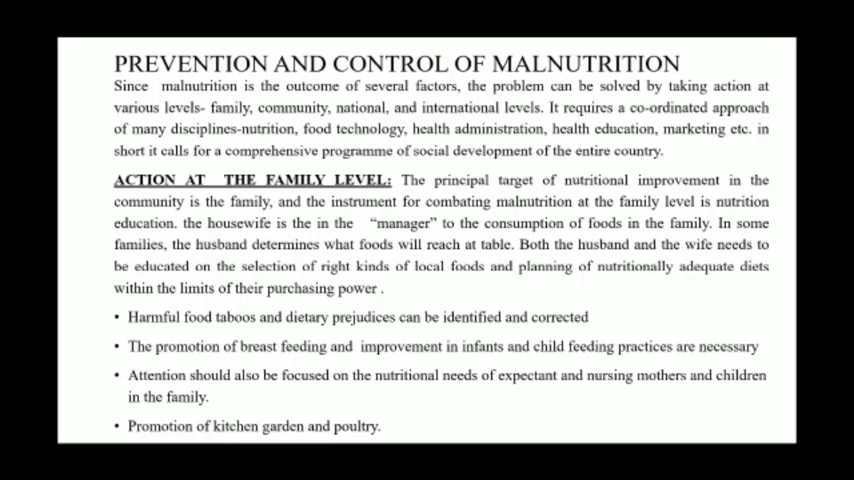 PREVENTION AND CONTROL OF MALNUTRITION
Since malnutrition is the outcome of several factors, the problem can be solved by taking action at
various levels- family, community, national, and international levels. It requires a co-ordinated approach
of many disciplines-nutrition, food technology, health administration, health education, marketing etc. in
short it calls for a comprehensive programme of social development of the entire country.
ACTION AT THE FAMILY LEVEL: The principal target of nutritional improvement in the
community is the family, and the instrument for combating malnutrition at the family level is nutrition
education. the housewife is the in the “manager” to the consumption of foods in the family. In some
families, the husband determines what foods will reach at table. Both the husband and the wife needs to
be educated on the selection of right kinds of local foods and planning of nutritionally adequate diets
within the limits of their purchasing power .
• Harmful food taboos and dietary prejudices can be identified and corrected
• The promotion of breast feeding and improvement in infants and child feeding practices are necessary
• Attention should also be focused on the nutritional needs of expectant and nursing mothers and children
in the family.
• Promotion of kitchen garden and poultry.